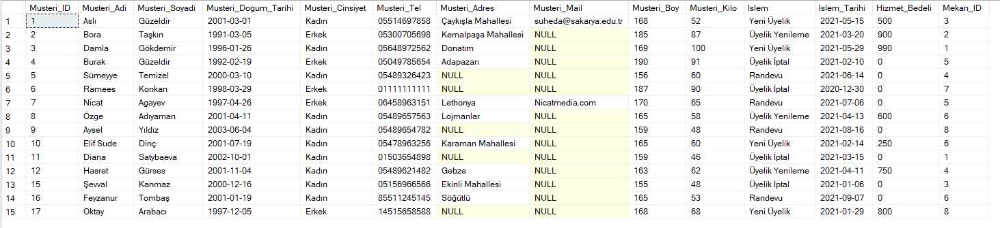 Musteri_ID Musteri_Adi Musteri_Soyadi Musteri_Dogum_Tarihi Musteri_Cinsiyet Musteri_Tel Musteri_Adres Musteri_Mail Musteri_Boy Musteri_Kilo Islem Islem_Tarihi Hizmet_Bedeli Mekan_ID
1 1 Aslı Güzeldir 2001-03-01 Kadın 05514697858 Çaykışla Mahallesi suheda@sakarya.edu.tr 168 52 Yeni Üyelik 2021-05-15 500 3
2 2 Bora Taşkın 1991-03-05 Erkek 05300705698 Kemalpaşa Mahallesi NULL 185 87 Üyelik Yenileme 2021-03-20 900 2
3 3 Damla Gökdemir 1996-01-26 Kadın 05648972562 Donatım NULL 169 100 Yeni Üyelik 2021-05-29 990 1
4 4 Burak Güzeldir 1992-02-19 Erkek 05049785654 Adapazarı NULL 190 91 Üyelik İptal 2021-02-10 0 5
5 5 Sümeyye Temizel 2000-03-10 Kadın 05489326423 NULL NULL 156 60 Randevu 2021-06-14 0 4
6 6 Ramees Konkan 1998-03-29 Erkek 01111111111 NULL NULL 187 90 Üyelik İptal 2020-12-30 0 7
7 7 Nicat Agayev 1997-04-26 Erkek 06458963151 Lethonya Nicatmedia.com 170 65 Randevu 2021-07-06 0 5
8 8 Özge Adıyaman 2001-04-11 Kadın 05489657563 Lojmanlar NULL 165 58 Üyelik Yenileme 2021-04-13 600 6
9 9 Aysel Yıldız 2003-06-04 Kadın 05489654782 NULL NULL 159 48 Randevu 2021-08-16 0 8
10 10 Elif Sude Dinç 2001-07-19 Kadın 05478963256 Karaman Mahallesi NULL 165 60 Yeni Üyelik 2021-02-14 250 6
11 11 Diana Satybaeva 2002-10-01 Kadın 01503654898 NULL NULL 159 46 Üyelik İptal 2021-03-15 0 1
12 12 Hasret Gürses 2001-11-04 Kadın 05489621482 Gebze NULL 163 62 Üyelik Yenileme 2021-04-11 750 4
13 15 Şevval Kanmaz 2000-12-16 Kadın 05156966566 Ekinli Mahallesi NULL 155 48 Üyelik İptal 2021-01-06 0 3
14 16 Feyzanur Tombaş 2001-01-19 Kadın 85511245145 Söğütlü NULL 165 53 Randevu 2021-09-07 0 6
15 17 Oktay Arabacı 1997-12-05 Erkek 14515658588 NULL NULL 168 68 Yeni Üyelik 2021-01-29 800 8